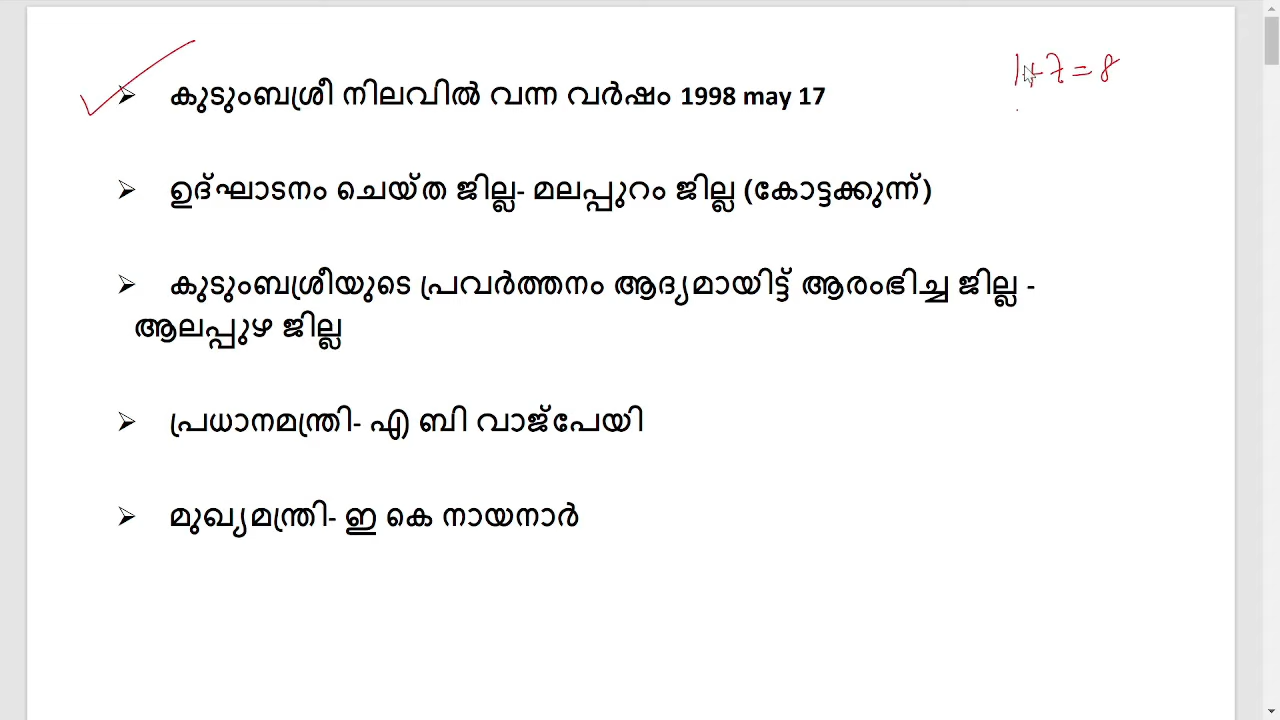 ➢ കുടുംബശ്രീ നിലവിൽ വന്ന വർഷം 1998 may 17
1+7=8
➢ ഉദ്ഘാടനം ചെയ്ത ജില്ല- മലപ്പുറം ജില്ല (കോട്ടക്കുന്ന്)
➢ കുടുംബശ്രീയുടെ പ്രവർത്തനം ആദ്യമായിട്ട് ആരംഭിച്ച ജില്ല -
ആലപ്പുഴ ജില്ല
➢ പ്രധാനമന്ത്രി- എ ബി വാജ്പേയി
➢ മുഖ്യമന്ത്രി- ഇ കെ നായനാർ